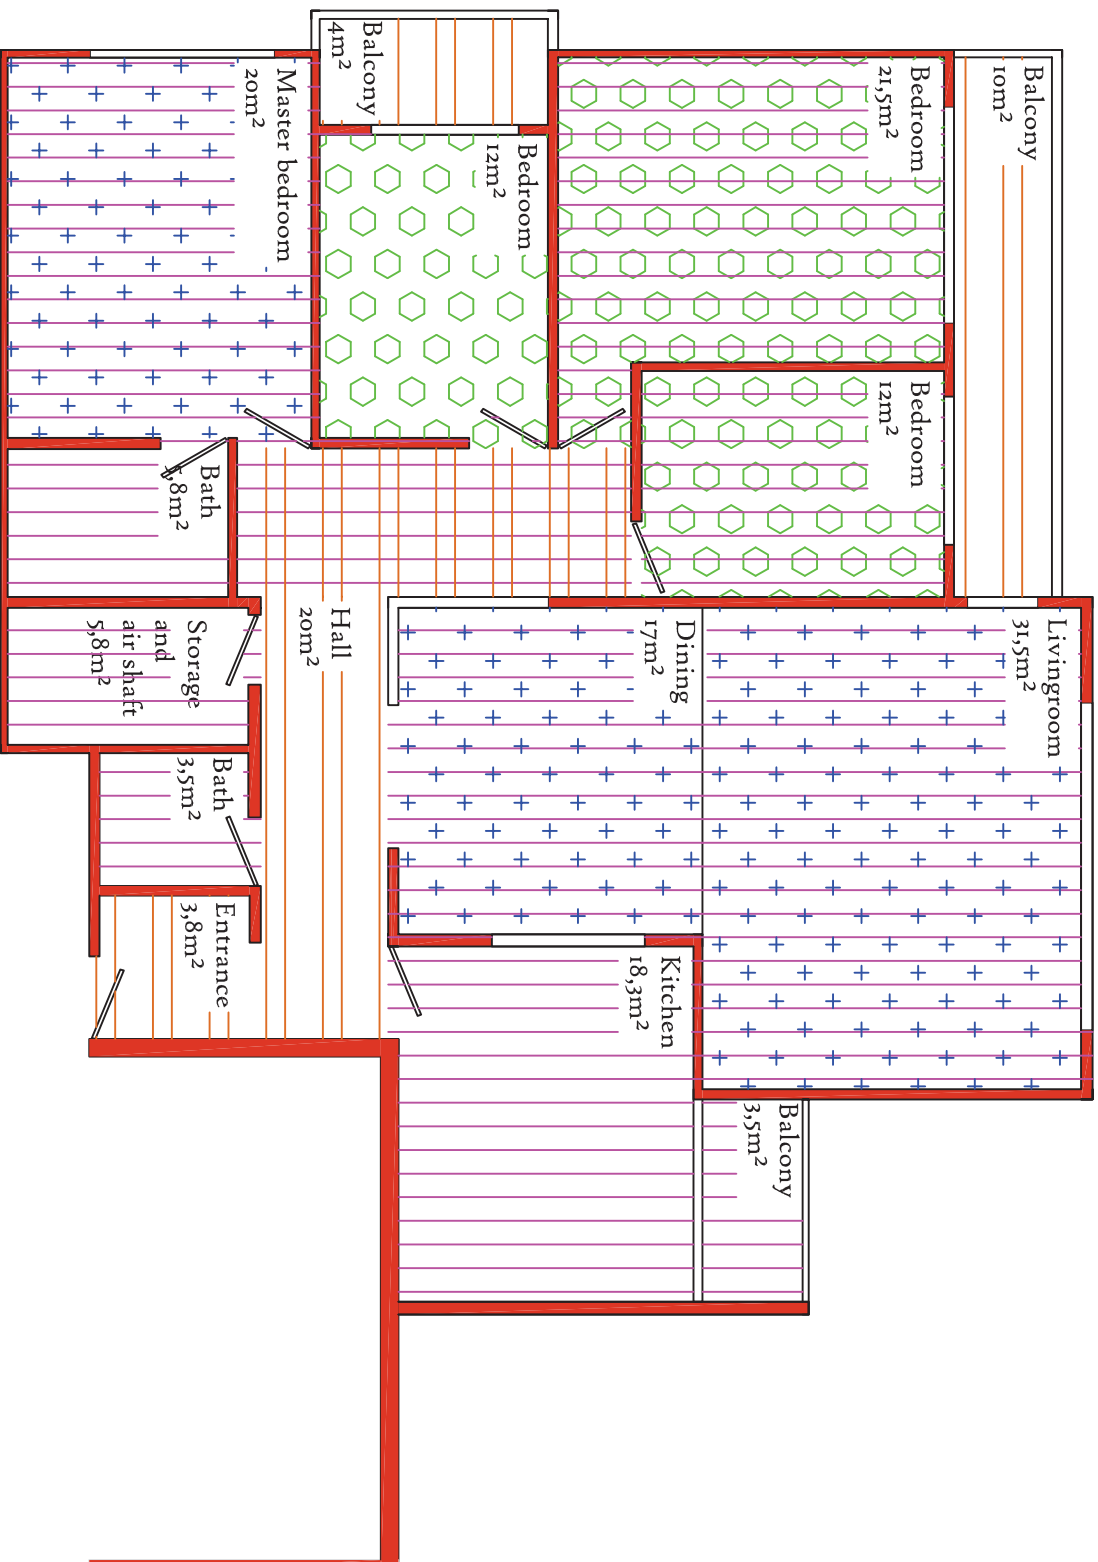 Balcony
10m²
Bedroom
21,5m²
Balcony
4m²
Bedroom
12m²
Master bedroom
20m²
Bedroom
12m²
Bath
5,8m²
Livingroom
31,5m²
Dining
17m²
Hall
20m²
Storage
and
air shaft
5,8m²
Bath
3,5m²
Entrance
3,8m²
Kitchen
18,3m²
Balcony
3,5m²